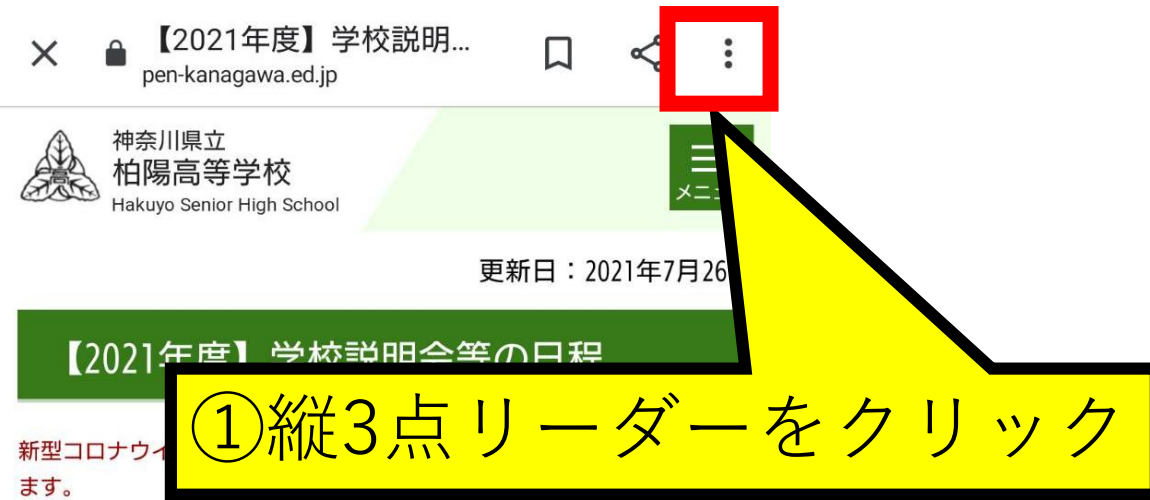 【2021年度】学校説明...
pen-kanagawa.ed.jp
神奈川県立
柏陽高等学校
Hakuyo Senior High School
メニュ
更新日：2021年7月26
【2021年度】学校説明会等の日程
①縦3点リーダーをクリック
新型コロナウイ
ます。